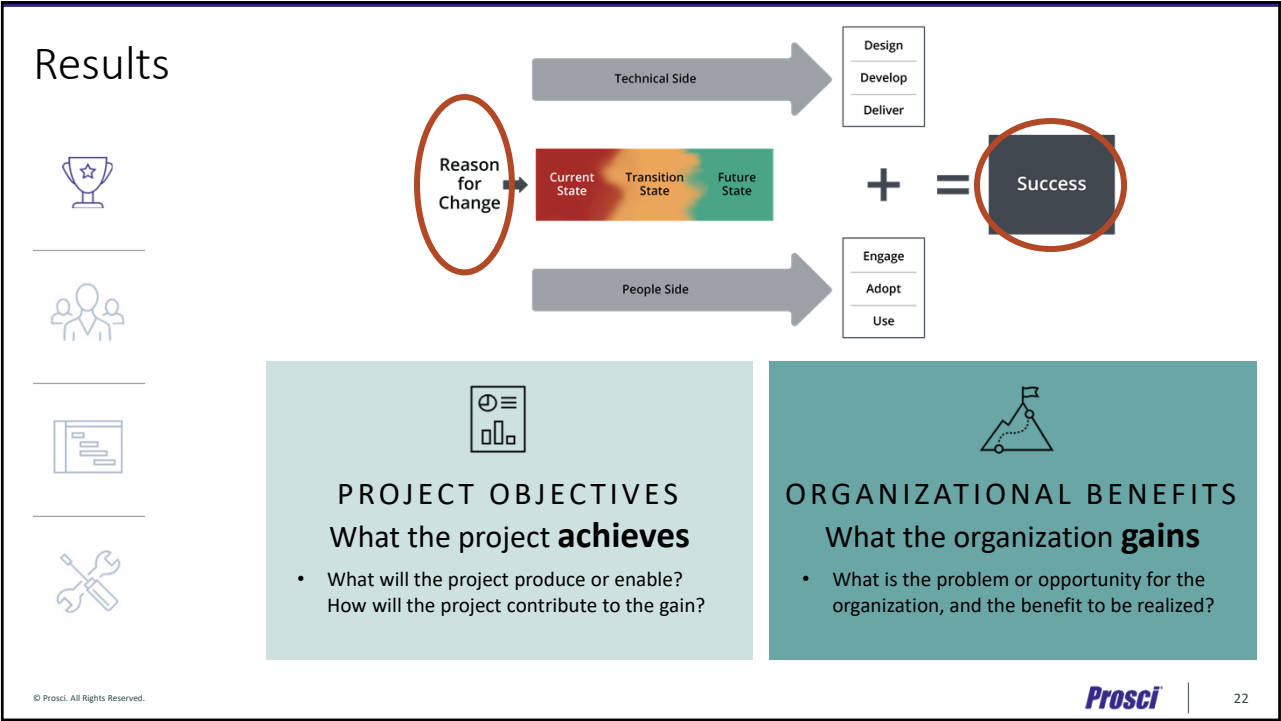 Results
Technical Side
Design
Develop
Deliver
Reason
for
Change
Current
State
Transition
State
Future
State
+
=
Success
People Side
Engage
Adopt
Use
PROJECT OBJECTIVES
What the project achieves
• What will the project produce or enable?
How will the project contribute to the gain?
ORGANIZATIONAL BENEFITS
What the organization gains
• What is the problem or opportunity for the
organization, and the benefit to be realized?
© Prosci. All Rights Reserved.
Prosci
22